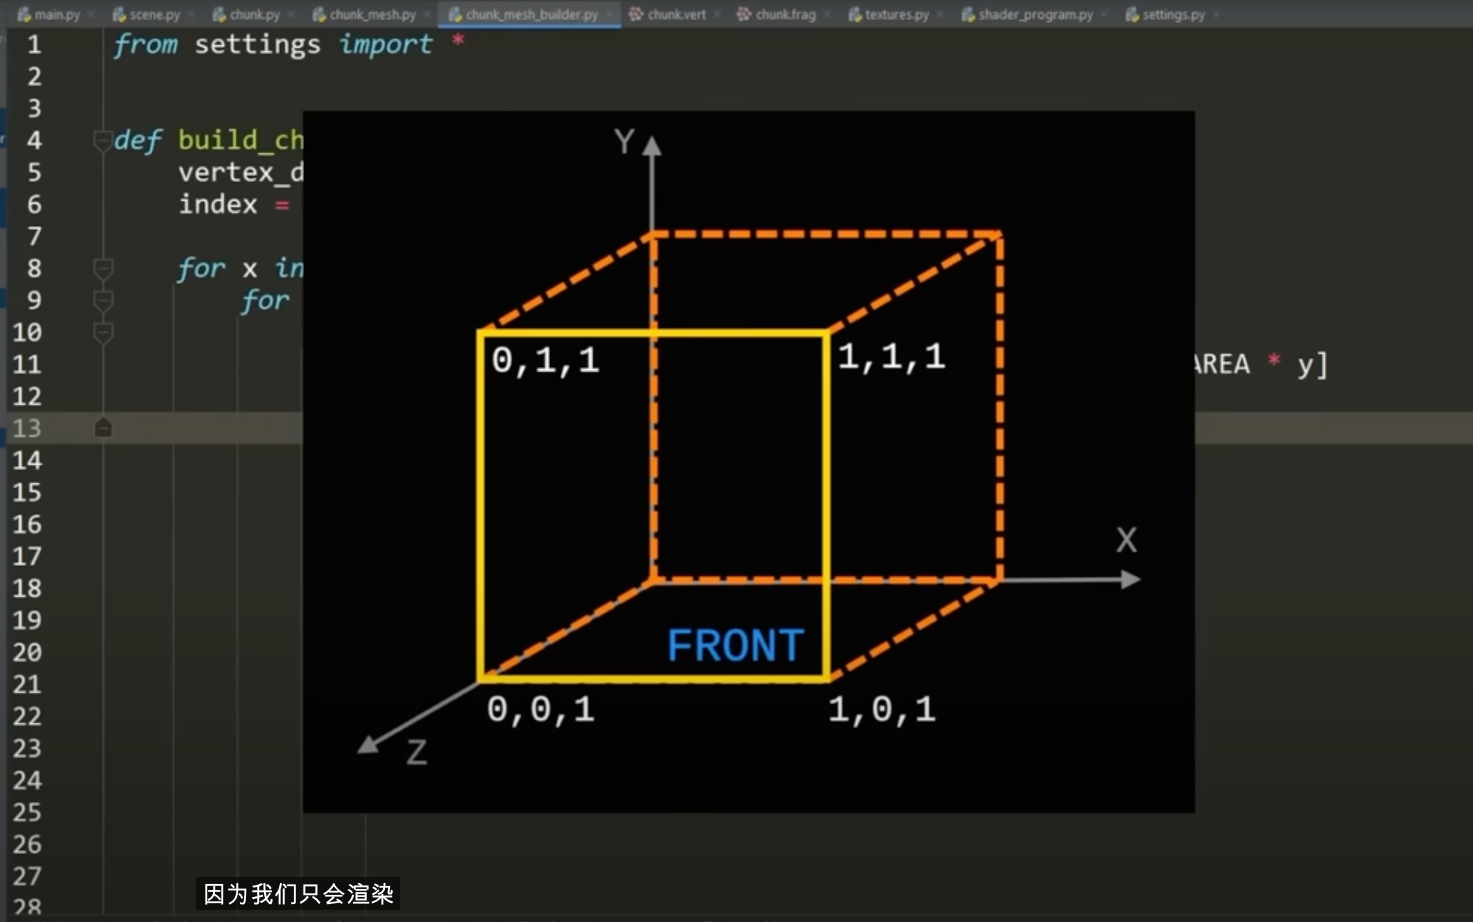 main.py scene.py chunk.py chunk_mesh.py chunk_mesh_builder.py chunk.vert chunk.frag textures.py shader_program.py settings.py
1 from settings import *
2
3
4 def build_ch
5 vertex_d
6 index =
7
8 for x in
9 for
10
11 AREA * y]
12
13
14
15
16
17
18
19
20
21
22
23
24
25
26
27
28
Y
0,1,1 1,1,1
X
FRONT
0,0,1 1,0,1
Z
因为我们只会渲染